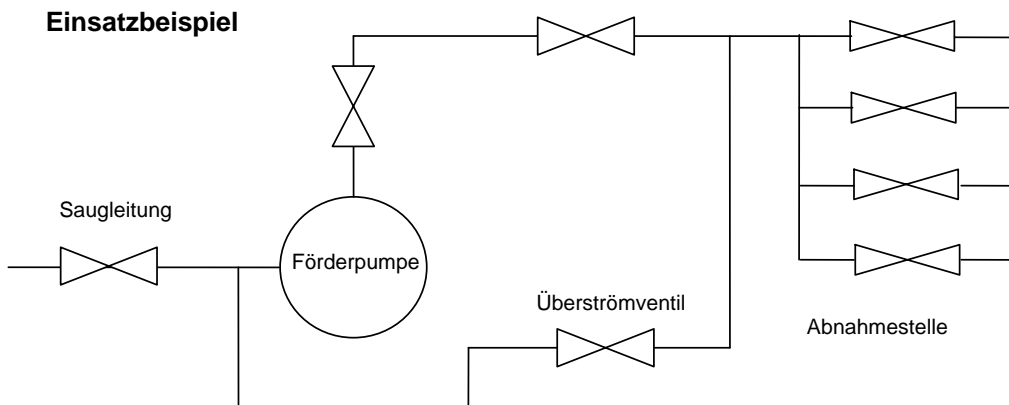 Einsatzbeispiel
Saugleitung
Förderpumpe
Überströmventil
Abnahmestelle